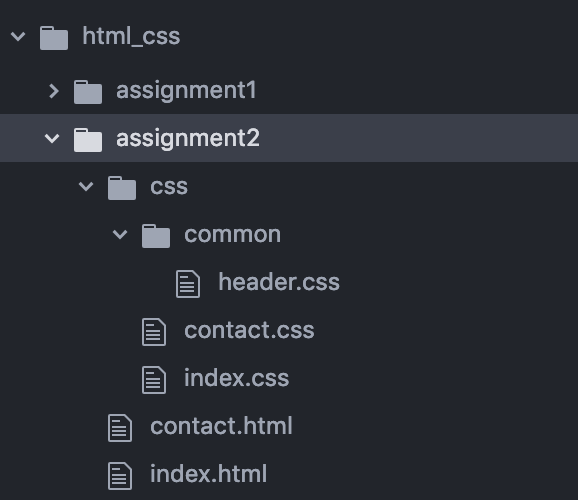 html_css
assignment1
assignment2
css
common
header.css
contact.css
index.css
contact.html
index.html